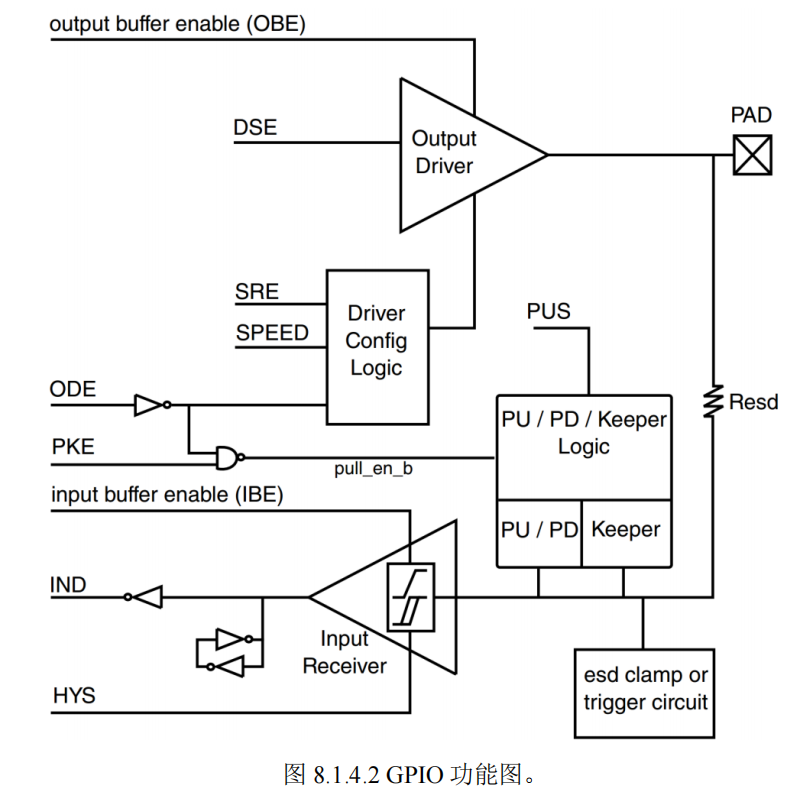 output buffer enable (OBE)
PAD
DSE
Output
Driver
SRE
SPEED
Driver
Config
Logic
PUS
ODE
Resd
PU / PD / Keeper
Logic
PKE
pull_en_b
input buffer enable (IBE)
PU / PD
Keeper
IND
Input
Receiver
esd clamp or
trigger circuit
HYS
图 8.1.4.2 GPIO 功能图。